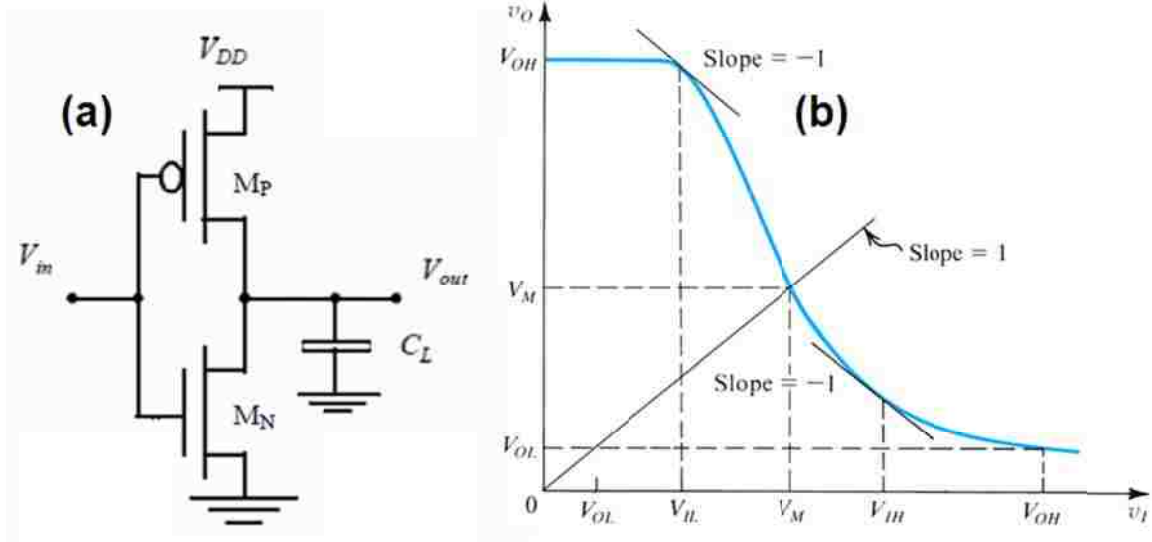 (a)
V_DD
M_P
V_in
V_out
C_L
M_N
(b)
v_O
V_OH
Slope = −1
Slope = 1
V_M
Slope = −1
V_OL
0
V_OL
V_IL
V_M
V_IH
V_OH
v_I